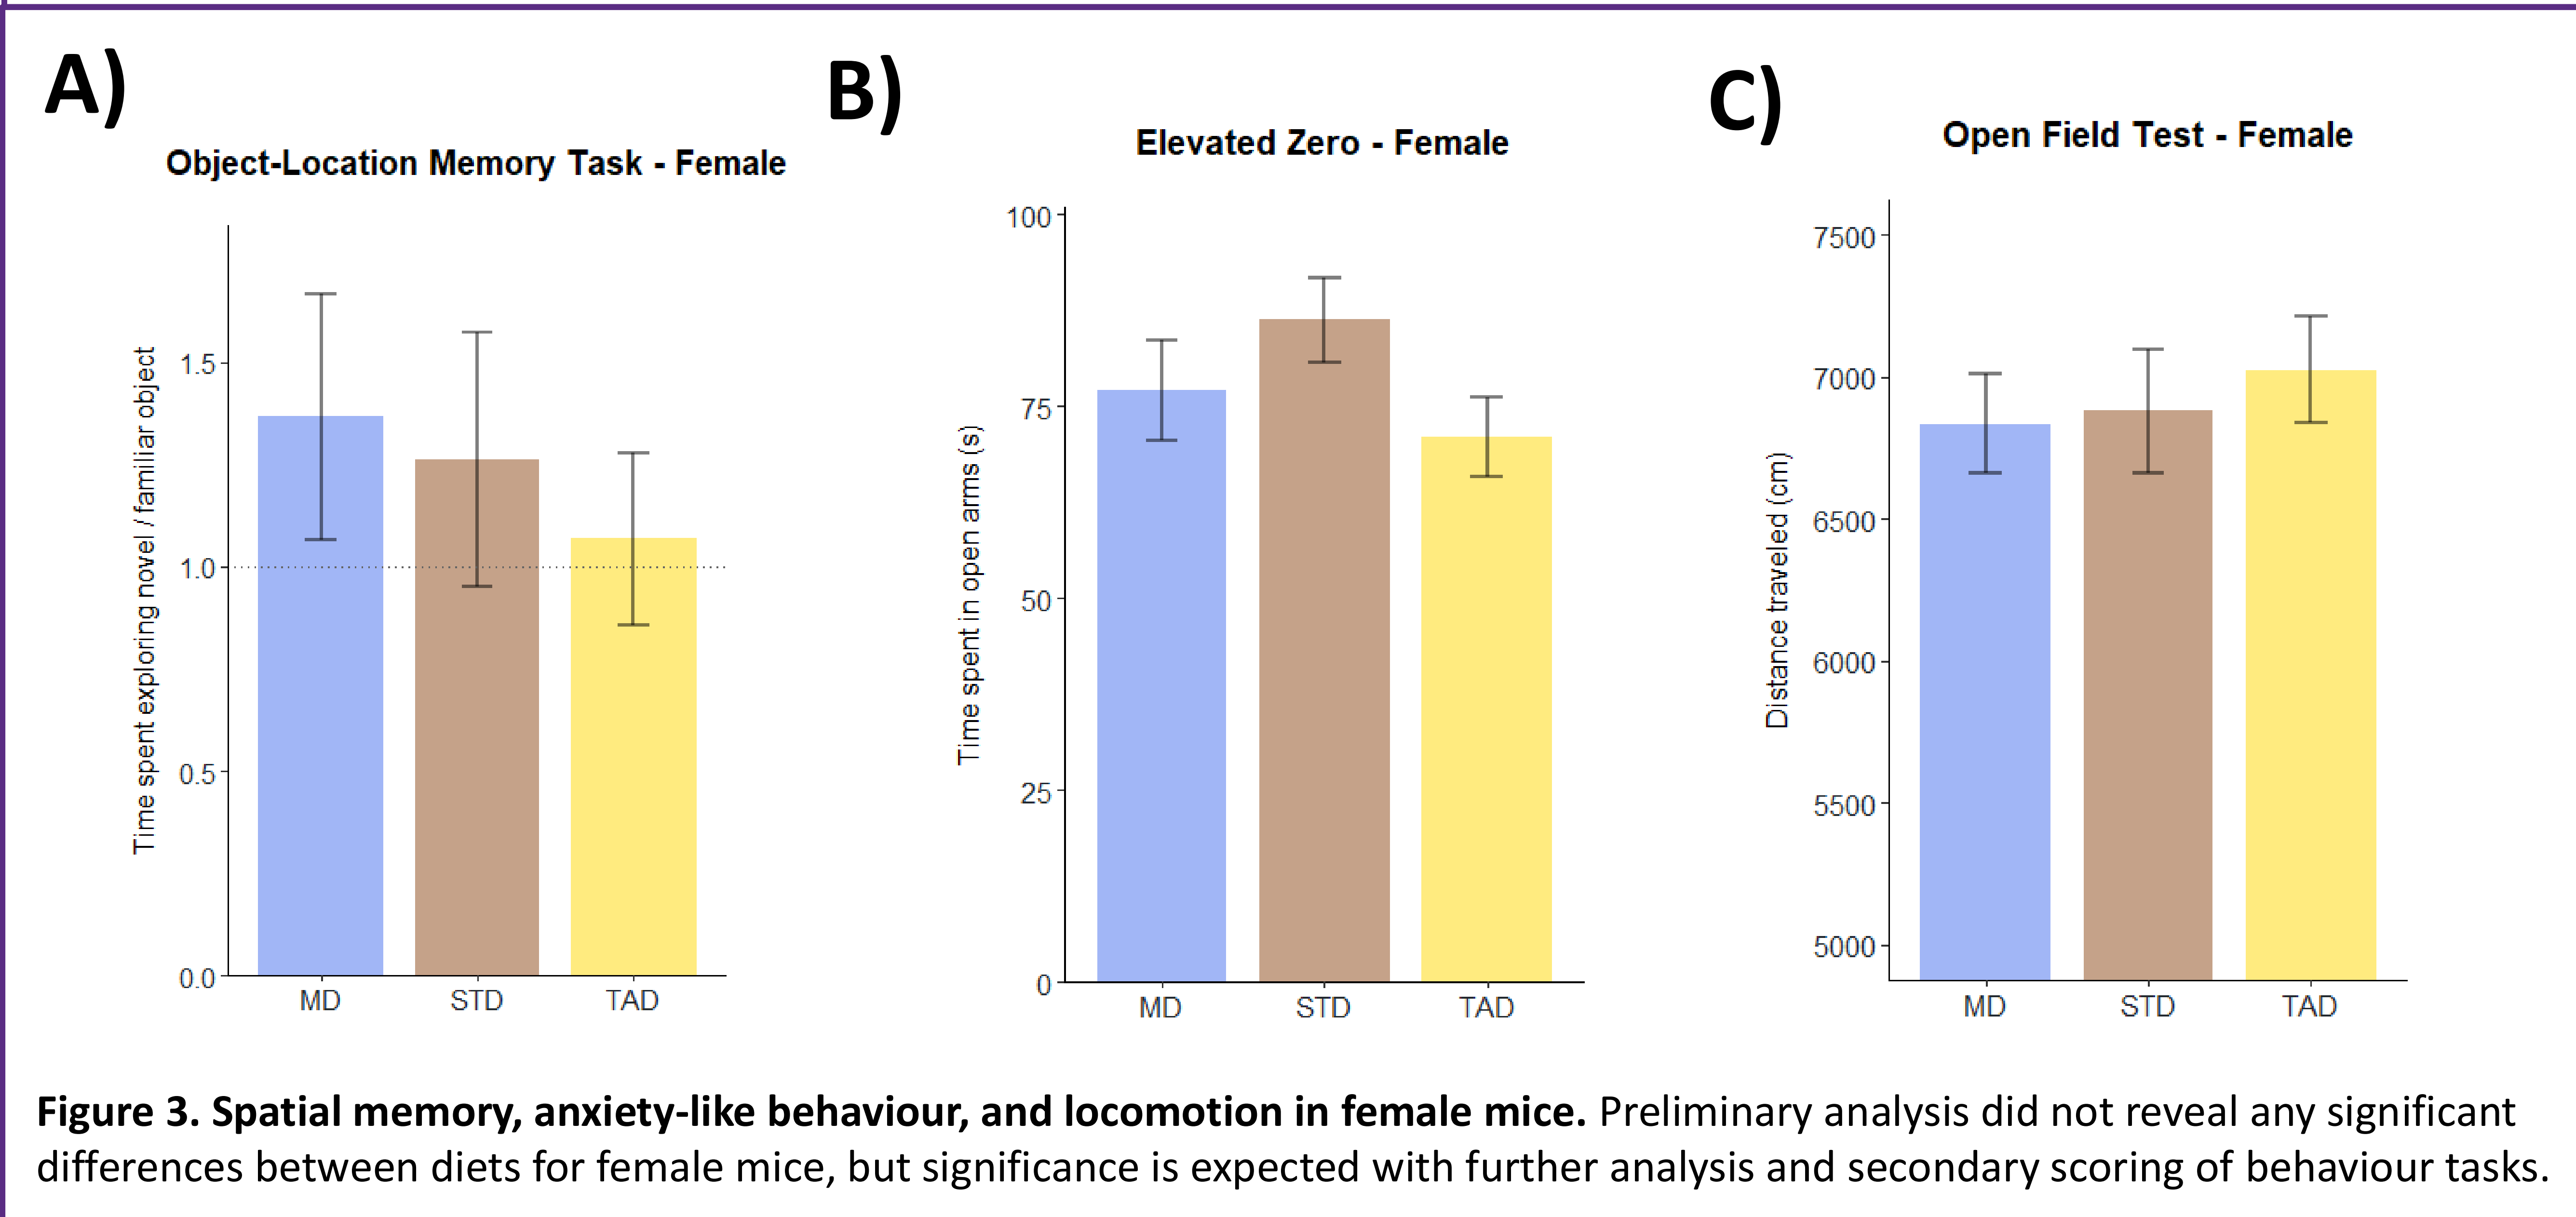 A)
Object-Location Memory Task - Female
Time spent exploring novel / familiar object
1.5
1.0
0.5
0.0
MD
STD
TAD
B)
Elevated Zero - Female
Time spent in open arms (s)
100
75
50
25
0
MD
STD
TAD
C)
Open Field Test - Female
Distance traveled (cm)
7500
7000
6500
6000
5500
5000
MD
STD
TAD
Figure 3. Spatial memory, anxiety-like behaviour, and locomotion in female mice. Preliminary analysis did not reveal any significant
differences between diets for female mice, but significance is expected with further analysis and secondary scoring of behaviour tasks.